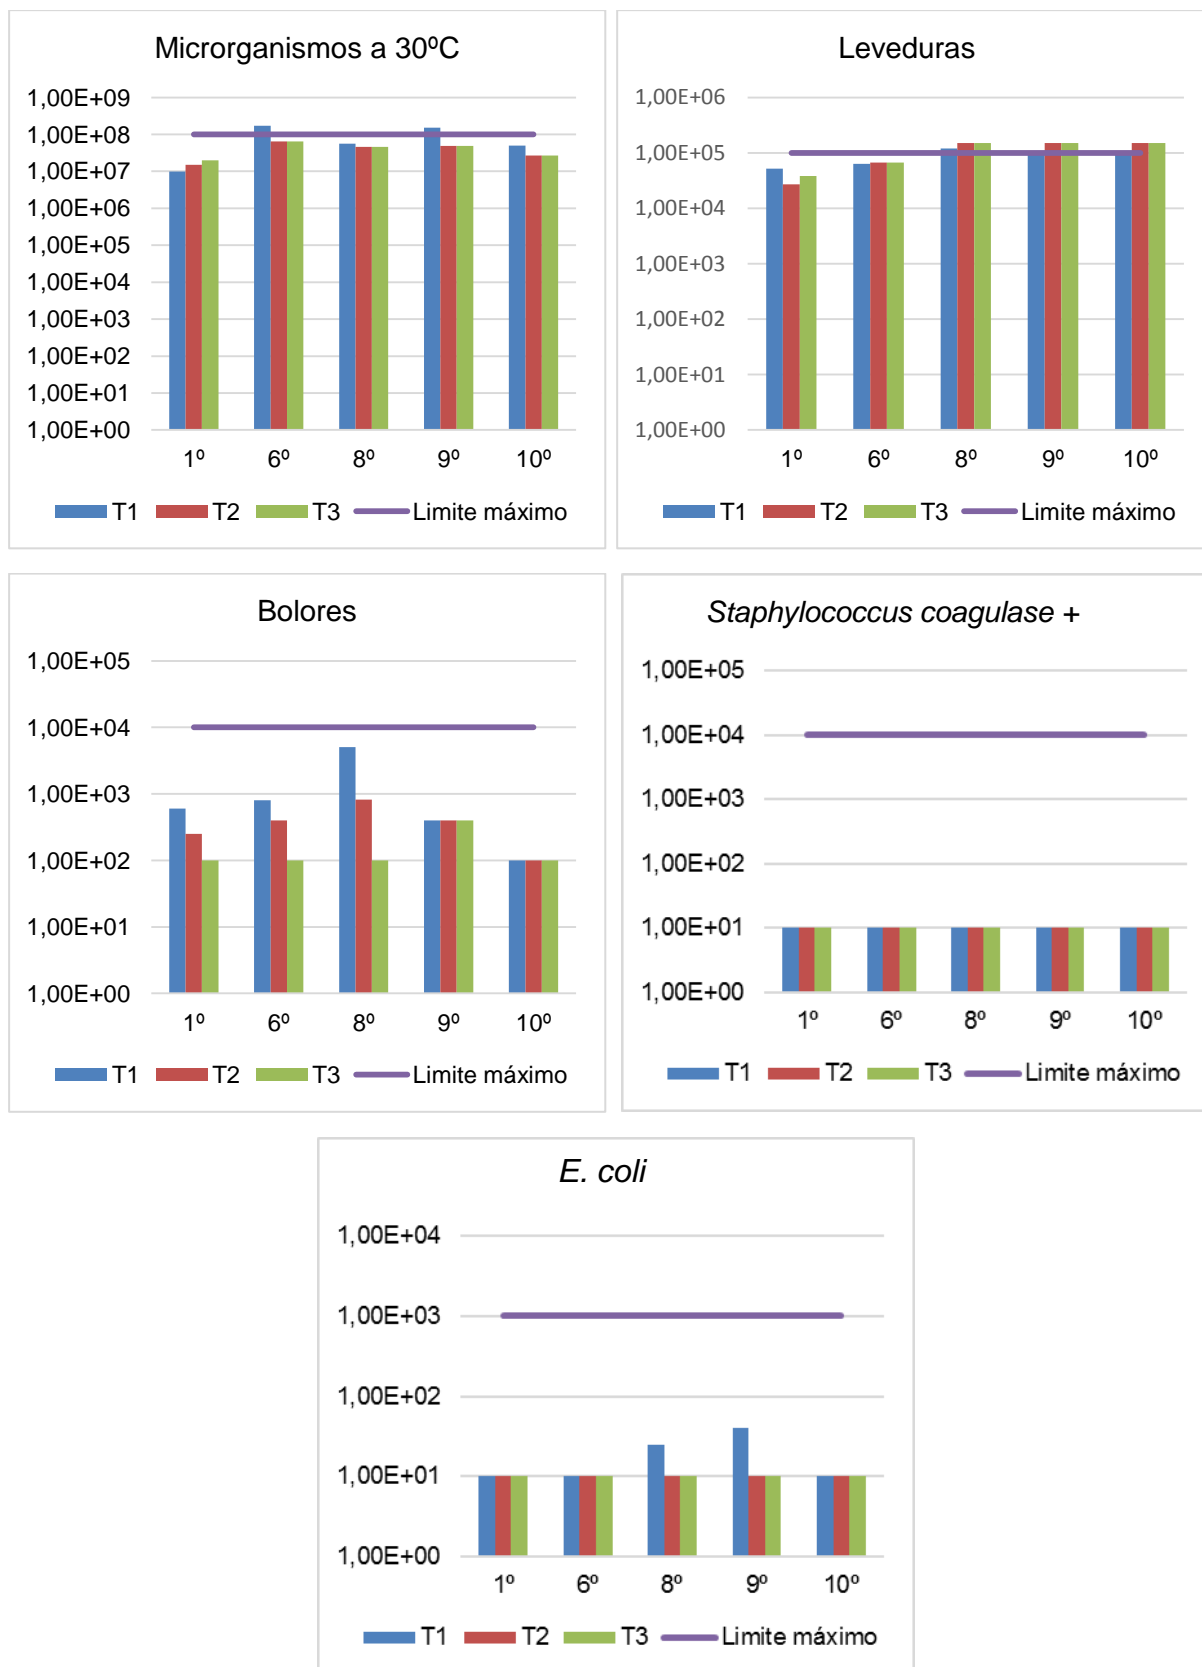 Microrganismos a 30ºC
1,00E+09
1,00E+08
1,00E+07
1,00E+06
1,00E+05
1,00E+04
1,00E+03
1,00E+02
1,00E+01
1,00E+00
1º 6º 8º 9º 10º
T1 T2 T3 Limite máximo
Leveduras
1,00E+06
1,00E+05
1,00E+04
1,00E+03
1,00E+02
1,00E+01
1,00E+00
1º 6º 8º 9º 10º
T1 T2 T3 Limite máximo
Bolores
1,00E+05
1,00E+04
1,00E+03
1,00E+02
1,00E+01
1,00E+00
1º 6º 8º 9º 10º
T1 T2 T3 Limite máximo
Staphylococcus coagulase +
1,00E+05
1,00E+04
1,00E+03
1,00E+02
1,00E+01
1,00E+00
1º 6º 8º 9º 10º
T1 T2 T3 Limite máximo
E. coli
1,00E+04
1,00E+03
1,00E+02
1,00E+01
1,00E+00
1º 6º 8º 9º 10º
T1 T2 T3 Limite máximo